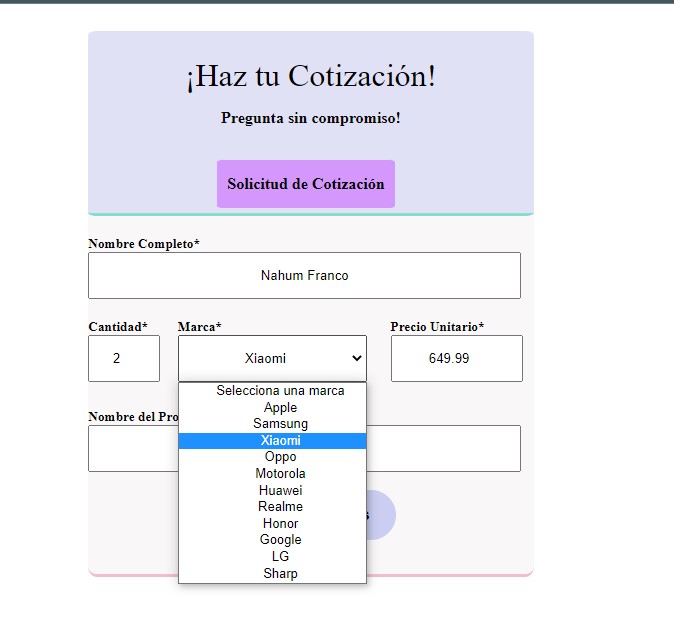 ¡Haz tu Cotización!
Pregunta sin compromiso!
Solicitud de Cotización
Nombre Completo*
Nahum Franco
Cantidad* Marca* Precio Unitario*
2 Xiaomi 649.99
Selecciona una marca
Apple
Samsung
Xiaomi
Oppo
Motorola
Huawei
Realme
Honor
Google
LG
Sharp
Nombre del Pro